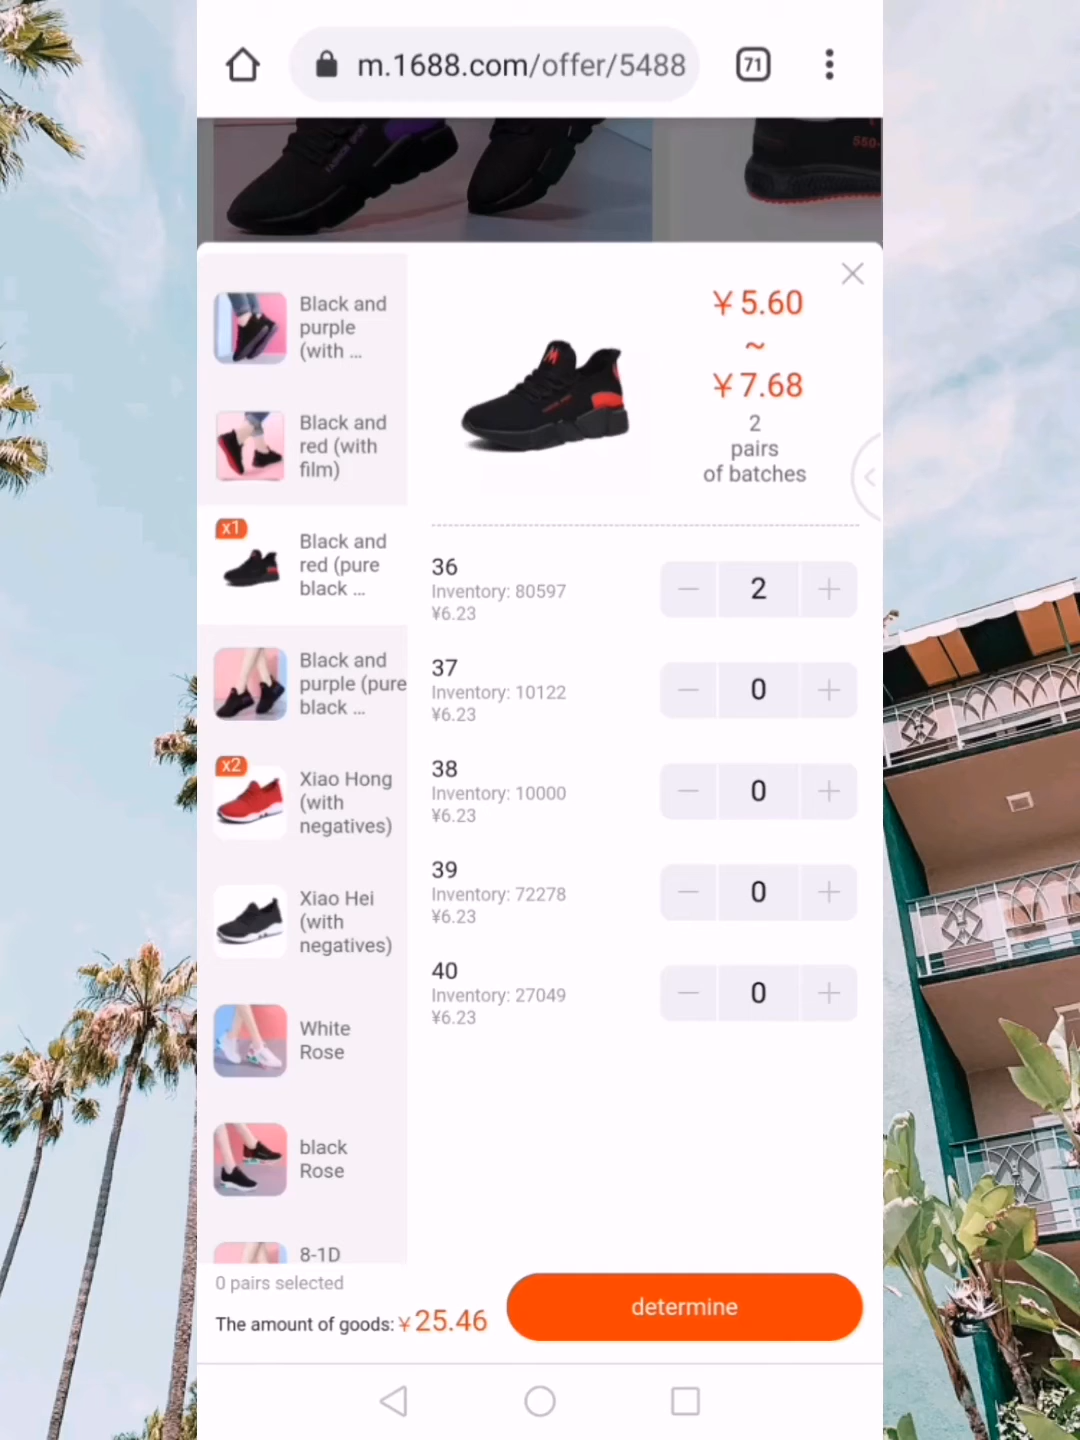 m.1688.com/offer/5488
71
550-
¥5.60
~
¥7.68
2
pairs
of batches
Black and
purple
(with ...
Black and
red (with
film)
x1
Black and
red (pure
black ...
Black and
purple (pure
black ...
x2
Xiao Hong
(with
negatives)
Xiao Hei
(with
negatives)
White
Rose
black
Rose
8-1D
36
Inventory: 80597
¥6.23
2
37
Inventory: 10122
¥6.23
0
38
Inventory: 10000
¥6.23
0
39
Inventory: 72278
¥6.23
0
40
Inventory: 27049
¥6.23
0
0 pairs selected
The amount of goods:¥25.46
determine